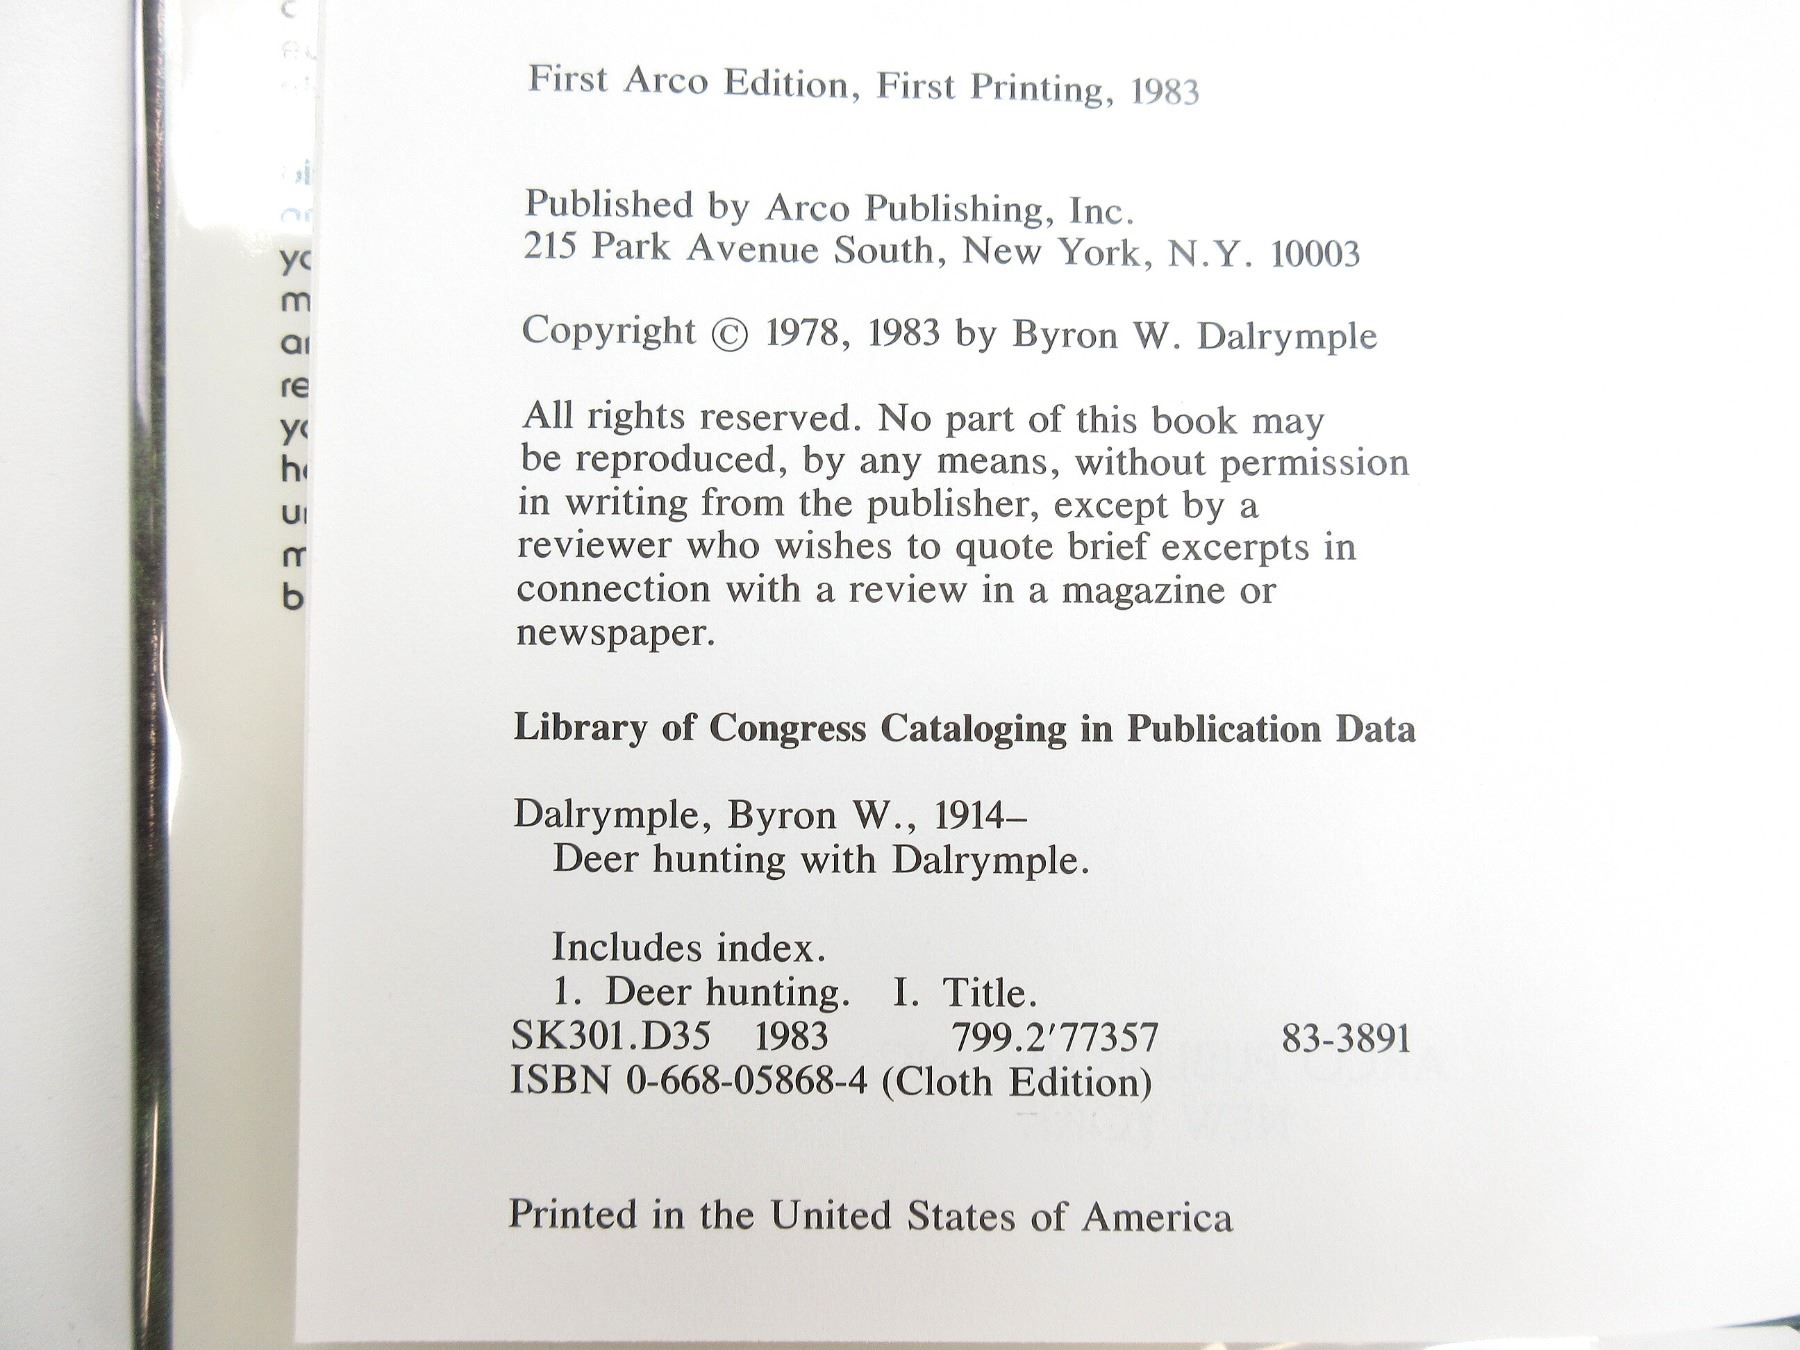 First Arco Edition, First Printing, 1983
Published by Arco Publishing, Inc.
215 Park Avenue South, New York, N.Y. 10003
Copyright © 1978, 1983 by Byron W. Dalrymple
All rights reserved. No part of this book may
be reproduced, by any means, without permission
in writing from the publisher, except by a
reviewer who wishes to quote brief excerpts in
connection with a review in a magazine or
newspaper.
Library of Congress Cataloging in Publication Data
Dalrymple, Byron W., 1914–
Deer hunting with Dalrymple.
Includes index.
1. Deer hunting. I. Title.
SK301.D35 1983 799.2'77357 83-3891
ISBN 0-668-05868-4 (Cloth Edition)
Printed in the United States of America